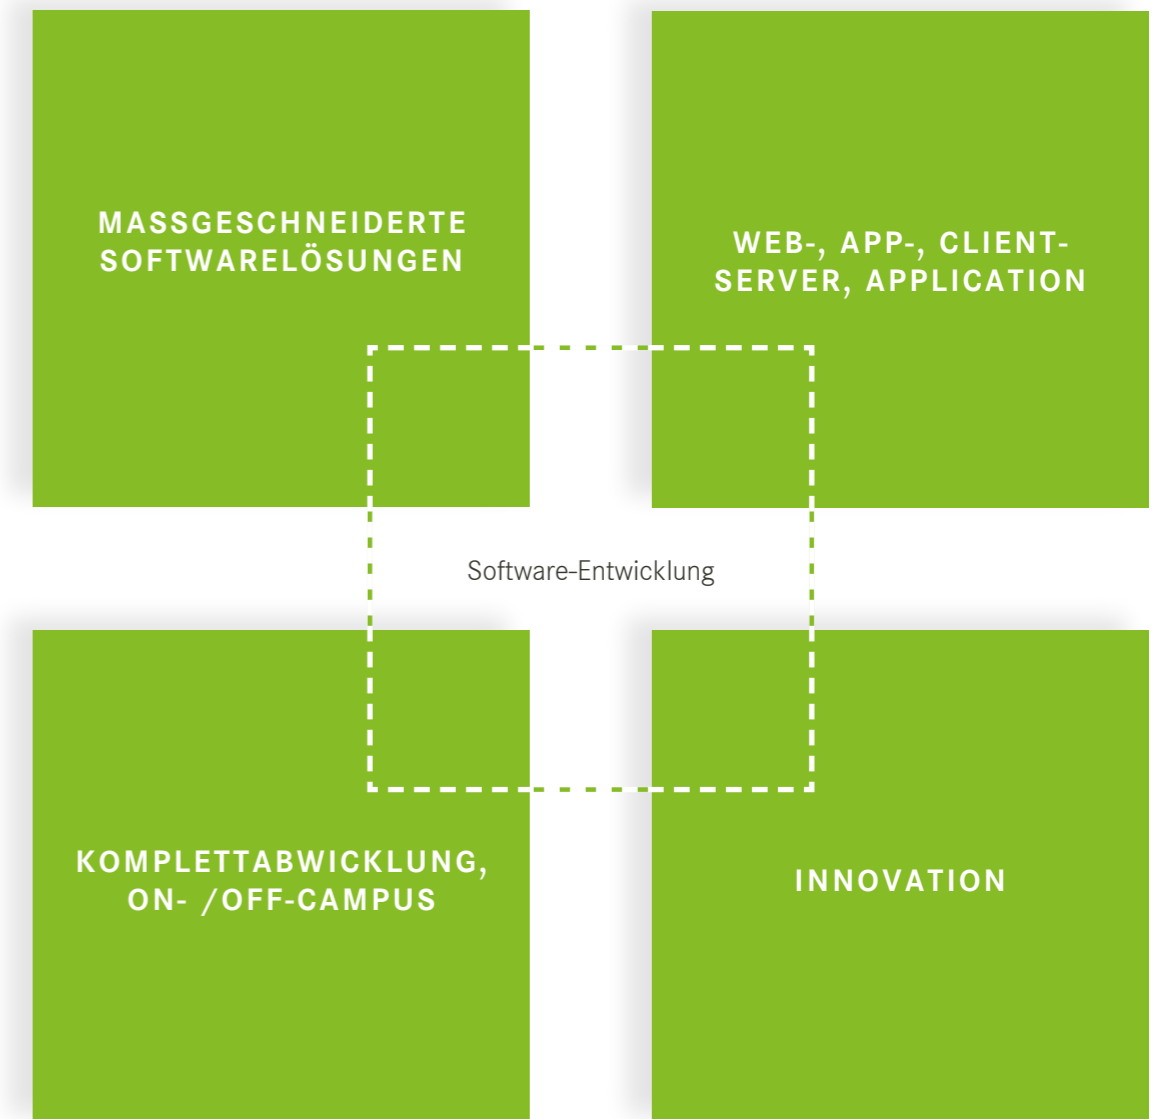 MASSGESCHNEIDERTE
SOFTWARELÖSUNGEN
WEB-, APP-, CLIENT-
SERVER, APPLICATION
Software-Entwicklung
KOMPLETTABWICKLUNG,
ON- /OFF-CAMPUS
INNOVATION